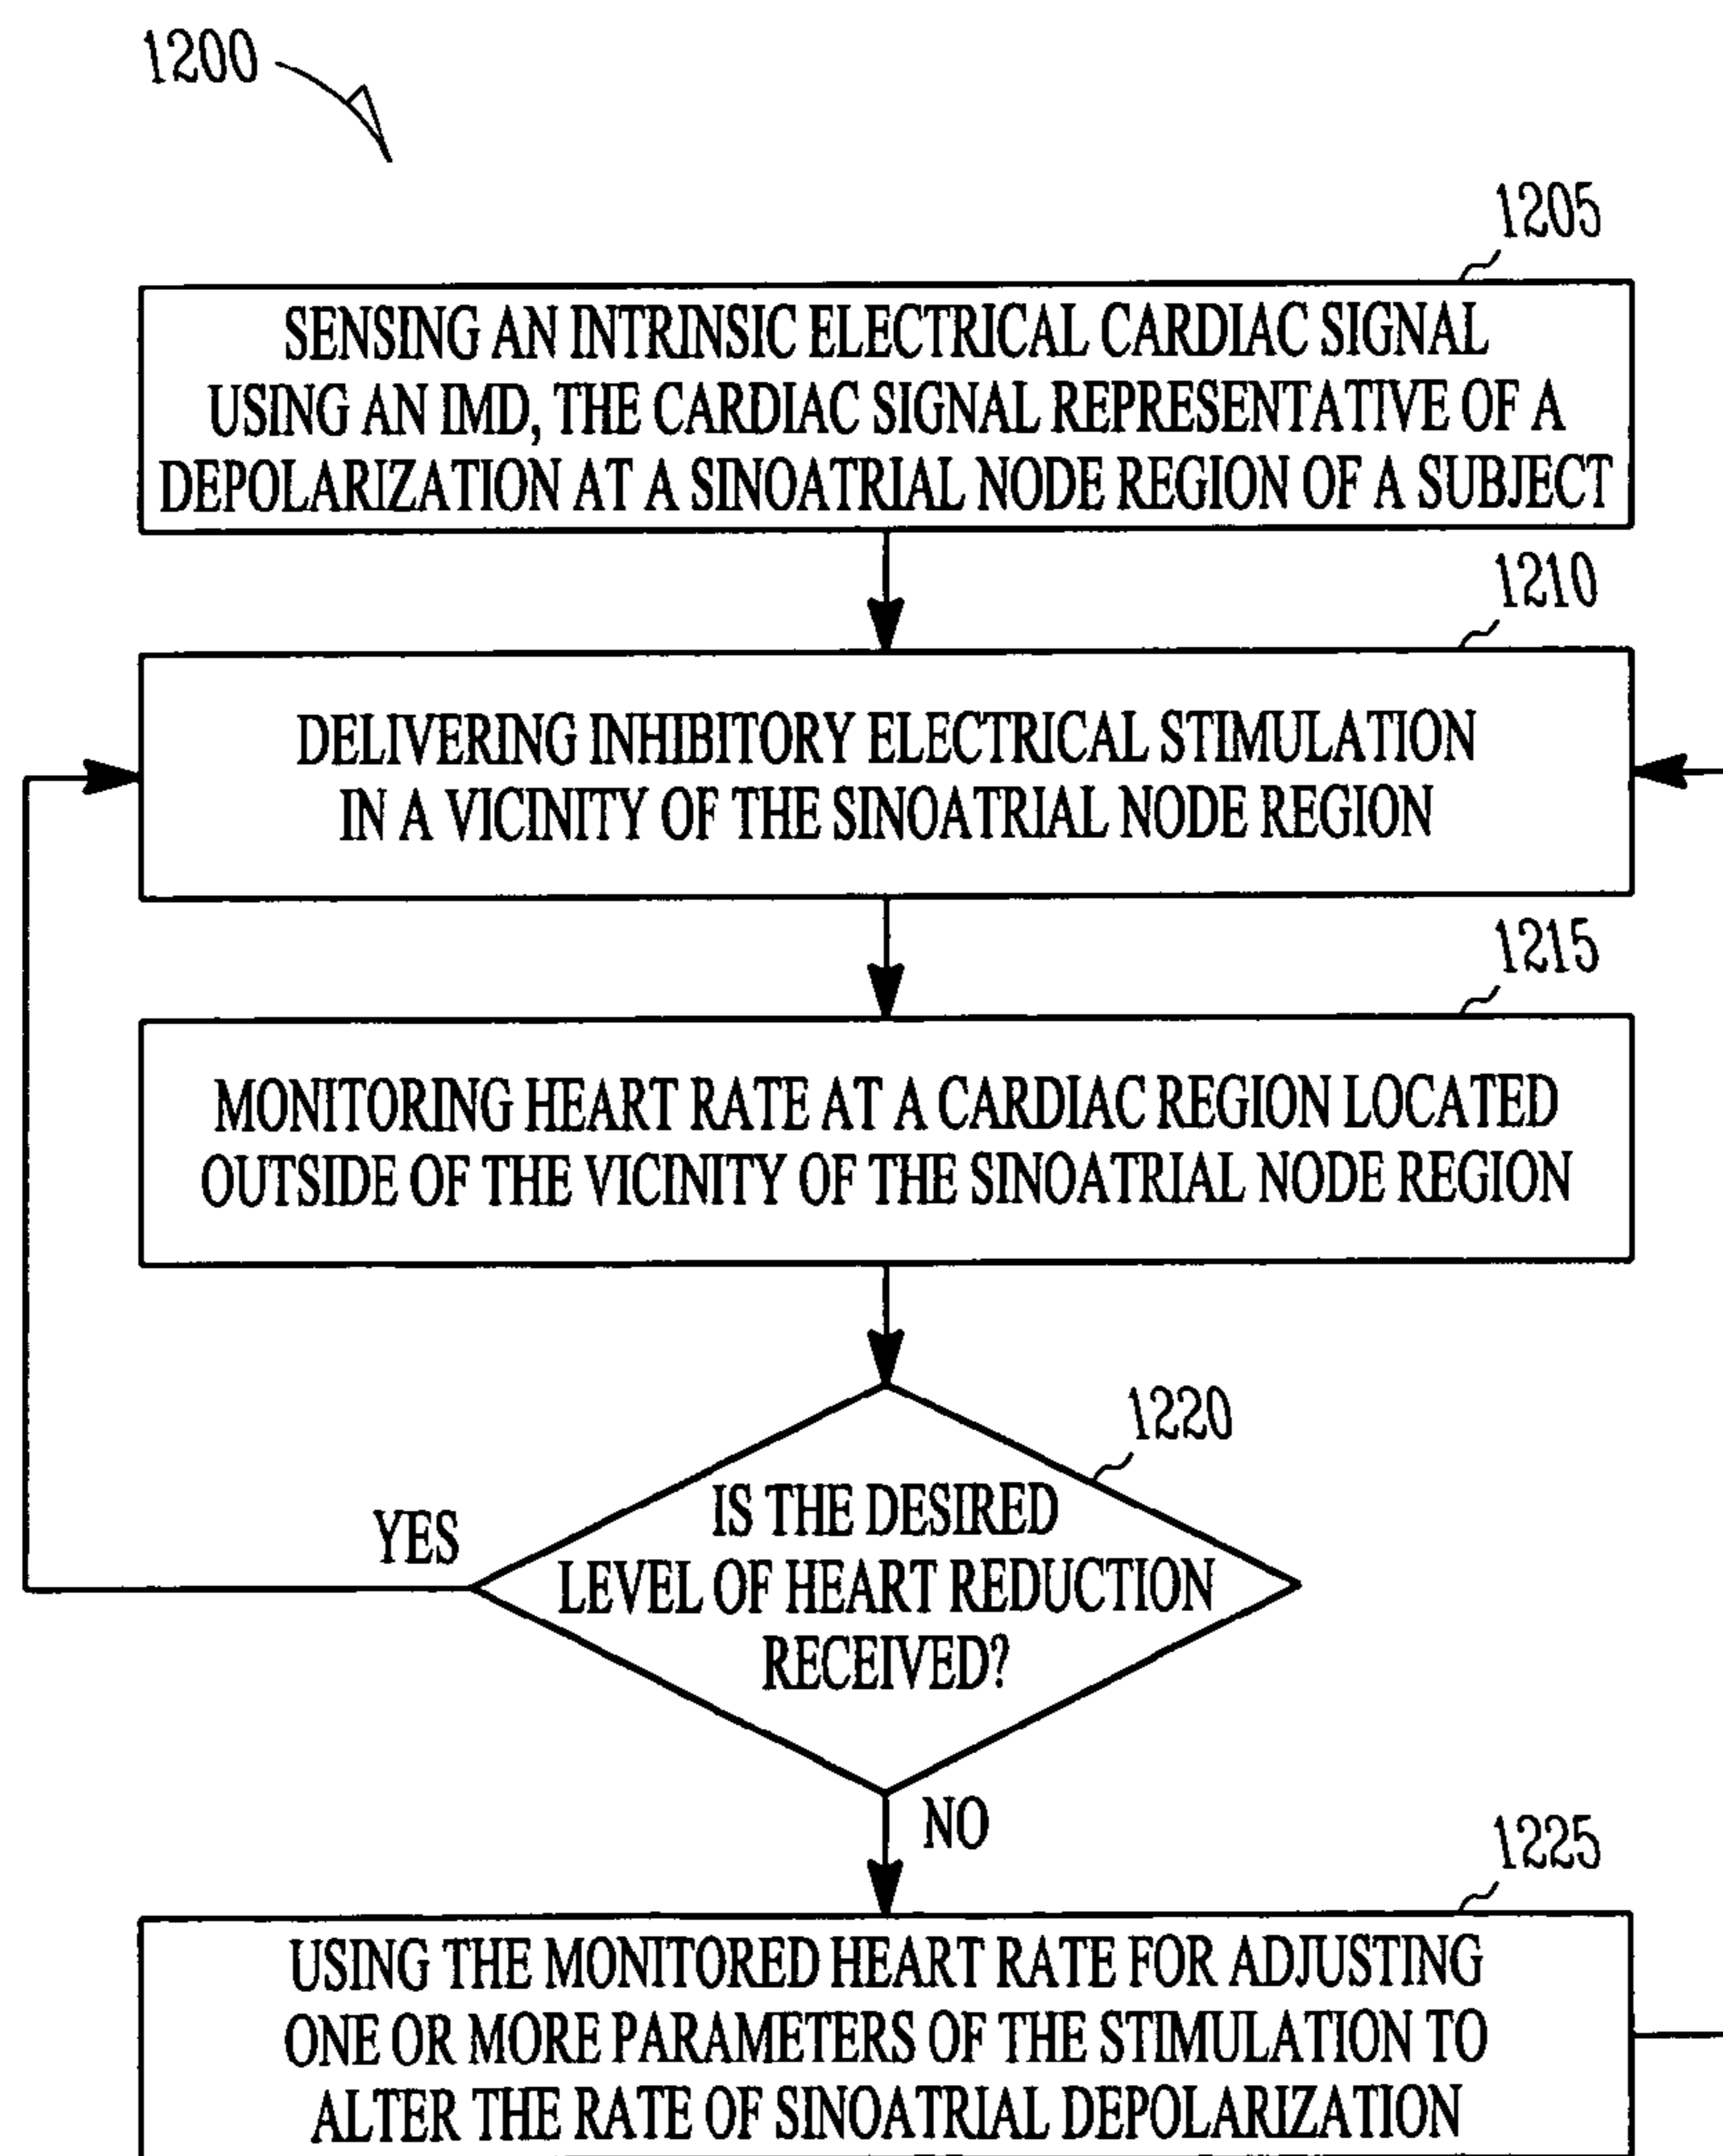 1200
1205
SENSING AN INTRINSIC ELECTRICAL CARDIAC SIGNAL
USING AN IMD, THE CARDIAC SIGNAL REPRESENTATIVE OF A
DEPOLARIZATION AT A SINOATRIAL NODE REGION OF A SUBJECT
1210
DELIVERING INHIBITORY ELECTRICAL STIMULATION
IN A VICINITY OF THE SINOATRIAL NODE REGION
1215
MONITORING HEART RATE AT A CARDIAC REGION LOCATED
OUTSIDE OF THE VICINITY OF THE SINOATRIAL NODE REGION
1220
IS THE DESIRED
LEVEL OF HEART REDUCTION
RECEIVED?
YES
NO
1225
USING THE MONITORED HEART RATE FOR ADJUSTING
ONE OR MORE PARAMETERS OF THE STIMULATION TO
ALTER THE RATE OF SINOATRIAL DEPOLARIZATION